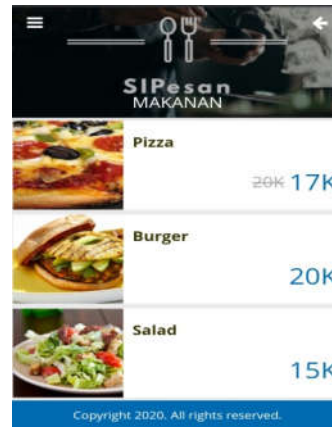 SIPesan
MAKANAN
Pizza
20K 17K
Burger
20K
Salad
15K
Copyright 2020. All rights reserved.